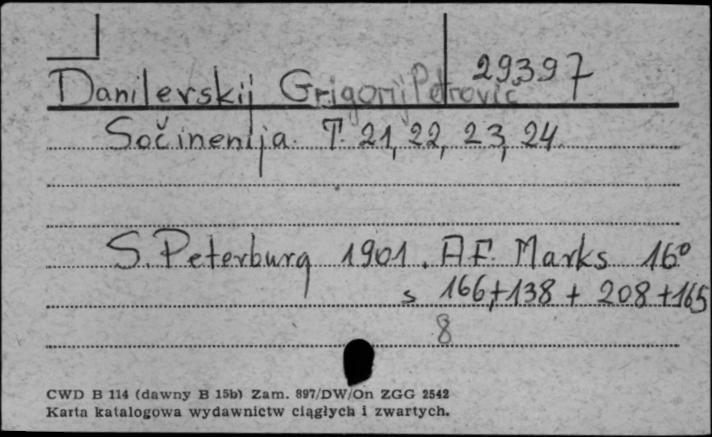 29397
Danilevskij Grigorij Petrovič
Sočinenija. T. 21, 22, 23, 24.
S. Peterburg 1901. A F. Marks 16°
s 166 + 138 + 208 + 165
8
CWD B 114 (dawny B 15b) Zam. 897/DW/On ZGG 2542
Karta katalogowa wydawnictw ciągłych i zwartych.